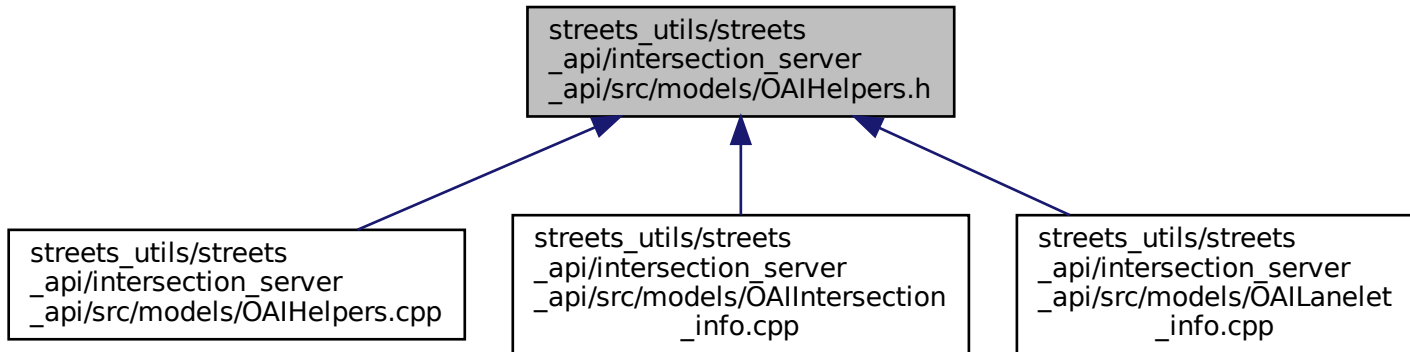 streets_utils/streets
_api/intersection_server
_api/src/models/OAIHelpers.h
streets_utils/streets
_api/intersection_server
_api/src/models/OAIHelpers.cpp
streets_utils/streets
_api/intersection_server
_api/src/models/OAIIntersection
_info.cpp
streets_utils/streets
_api/intersection_server
_api/src/models/OAILanelet
_info.cpp